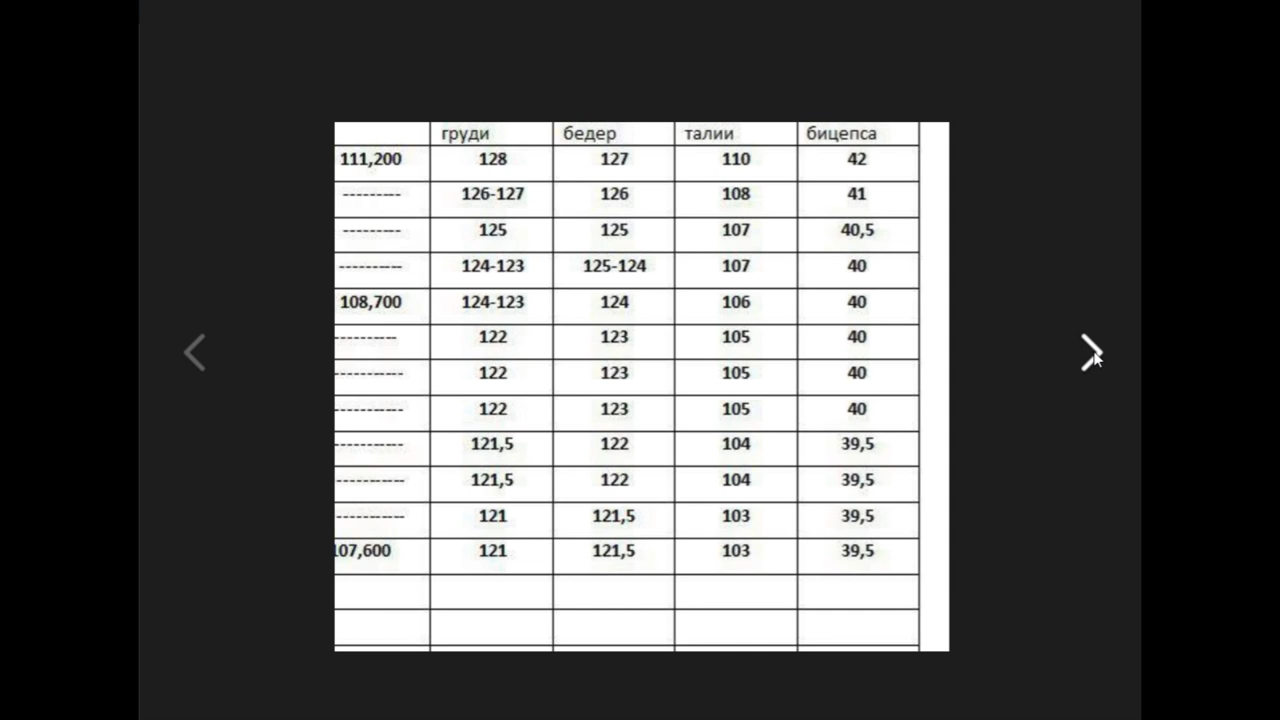 груди бедер талии бицепса
111,200 128 127 110 42
--------- 126-127 126 108 41
--------- 125 125 107 40,5
---------- 124-123 125-124 107 40
108,700 124-123 124 106 40
---------- 122 123 105 40
----------- 122 123 105 40
----------- 122 123 105 40
----------- 121,5 122 104 39,5
------------ 121,5 122 104 39,5
------------ 121 121,5 103 39,5
107,600 121 121,5 103 39,5